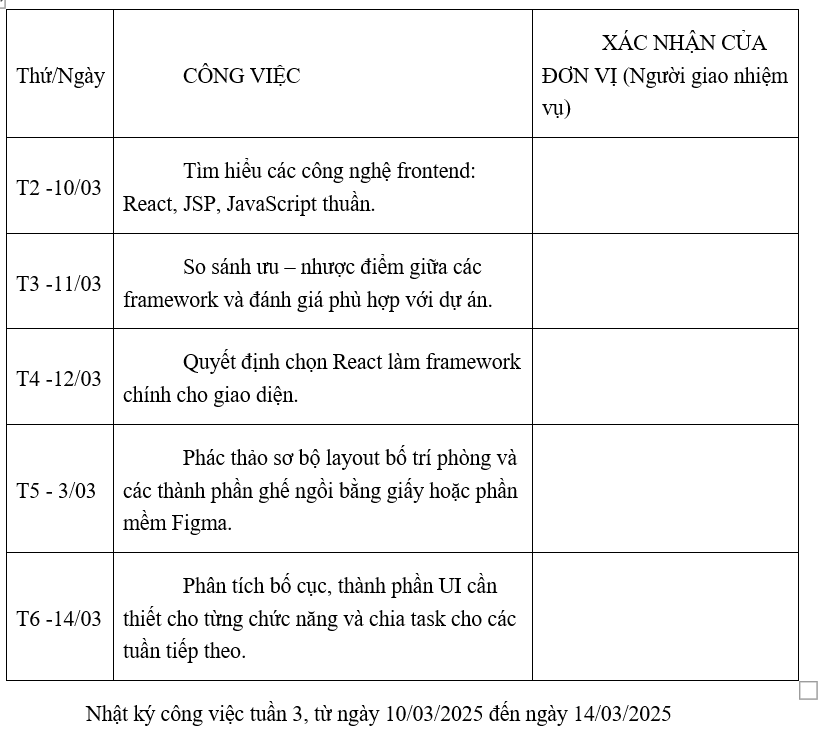 Thứ/Ngày
CÔNG VIỆC
XÁC NHẬN CỦA
ĐƠN VỊ (Người giao nhiệm
vụ)
T2 -10/03
Tìm hiểu các công nghệ frontend:
React, JSP, JavaScript thuần.
T3 -11/03
So sánh ưu – nhược điểm giữa các
framework và đánh giá phù hợp với dự án.
T4 -12/03
Quyết định chọn React làm framework
chính cho giao diện.
T5 - 3/03
Phác thảo sơ bộ layout bố trí phòng và
các thành phần ghế ngồi bằng giấy hoặc phần
mềm Figma.
T6 -14/03
Phân tích bố cục, thành phần UI cần
thiết cho từng chức năng và chia task cho các
tuần tiếp theo.
Nhật ký công việc tuần 3, từ ngày 10/03/2025 đến ngày 14/03/2025